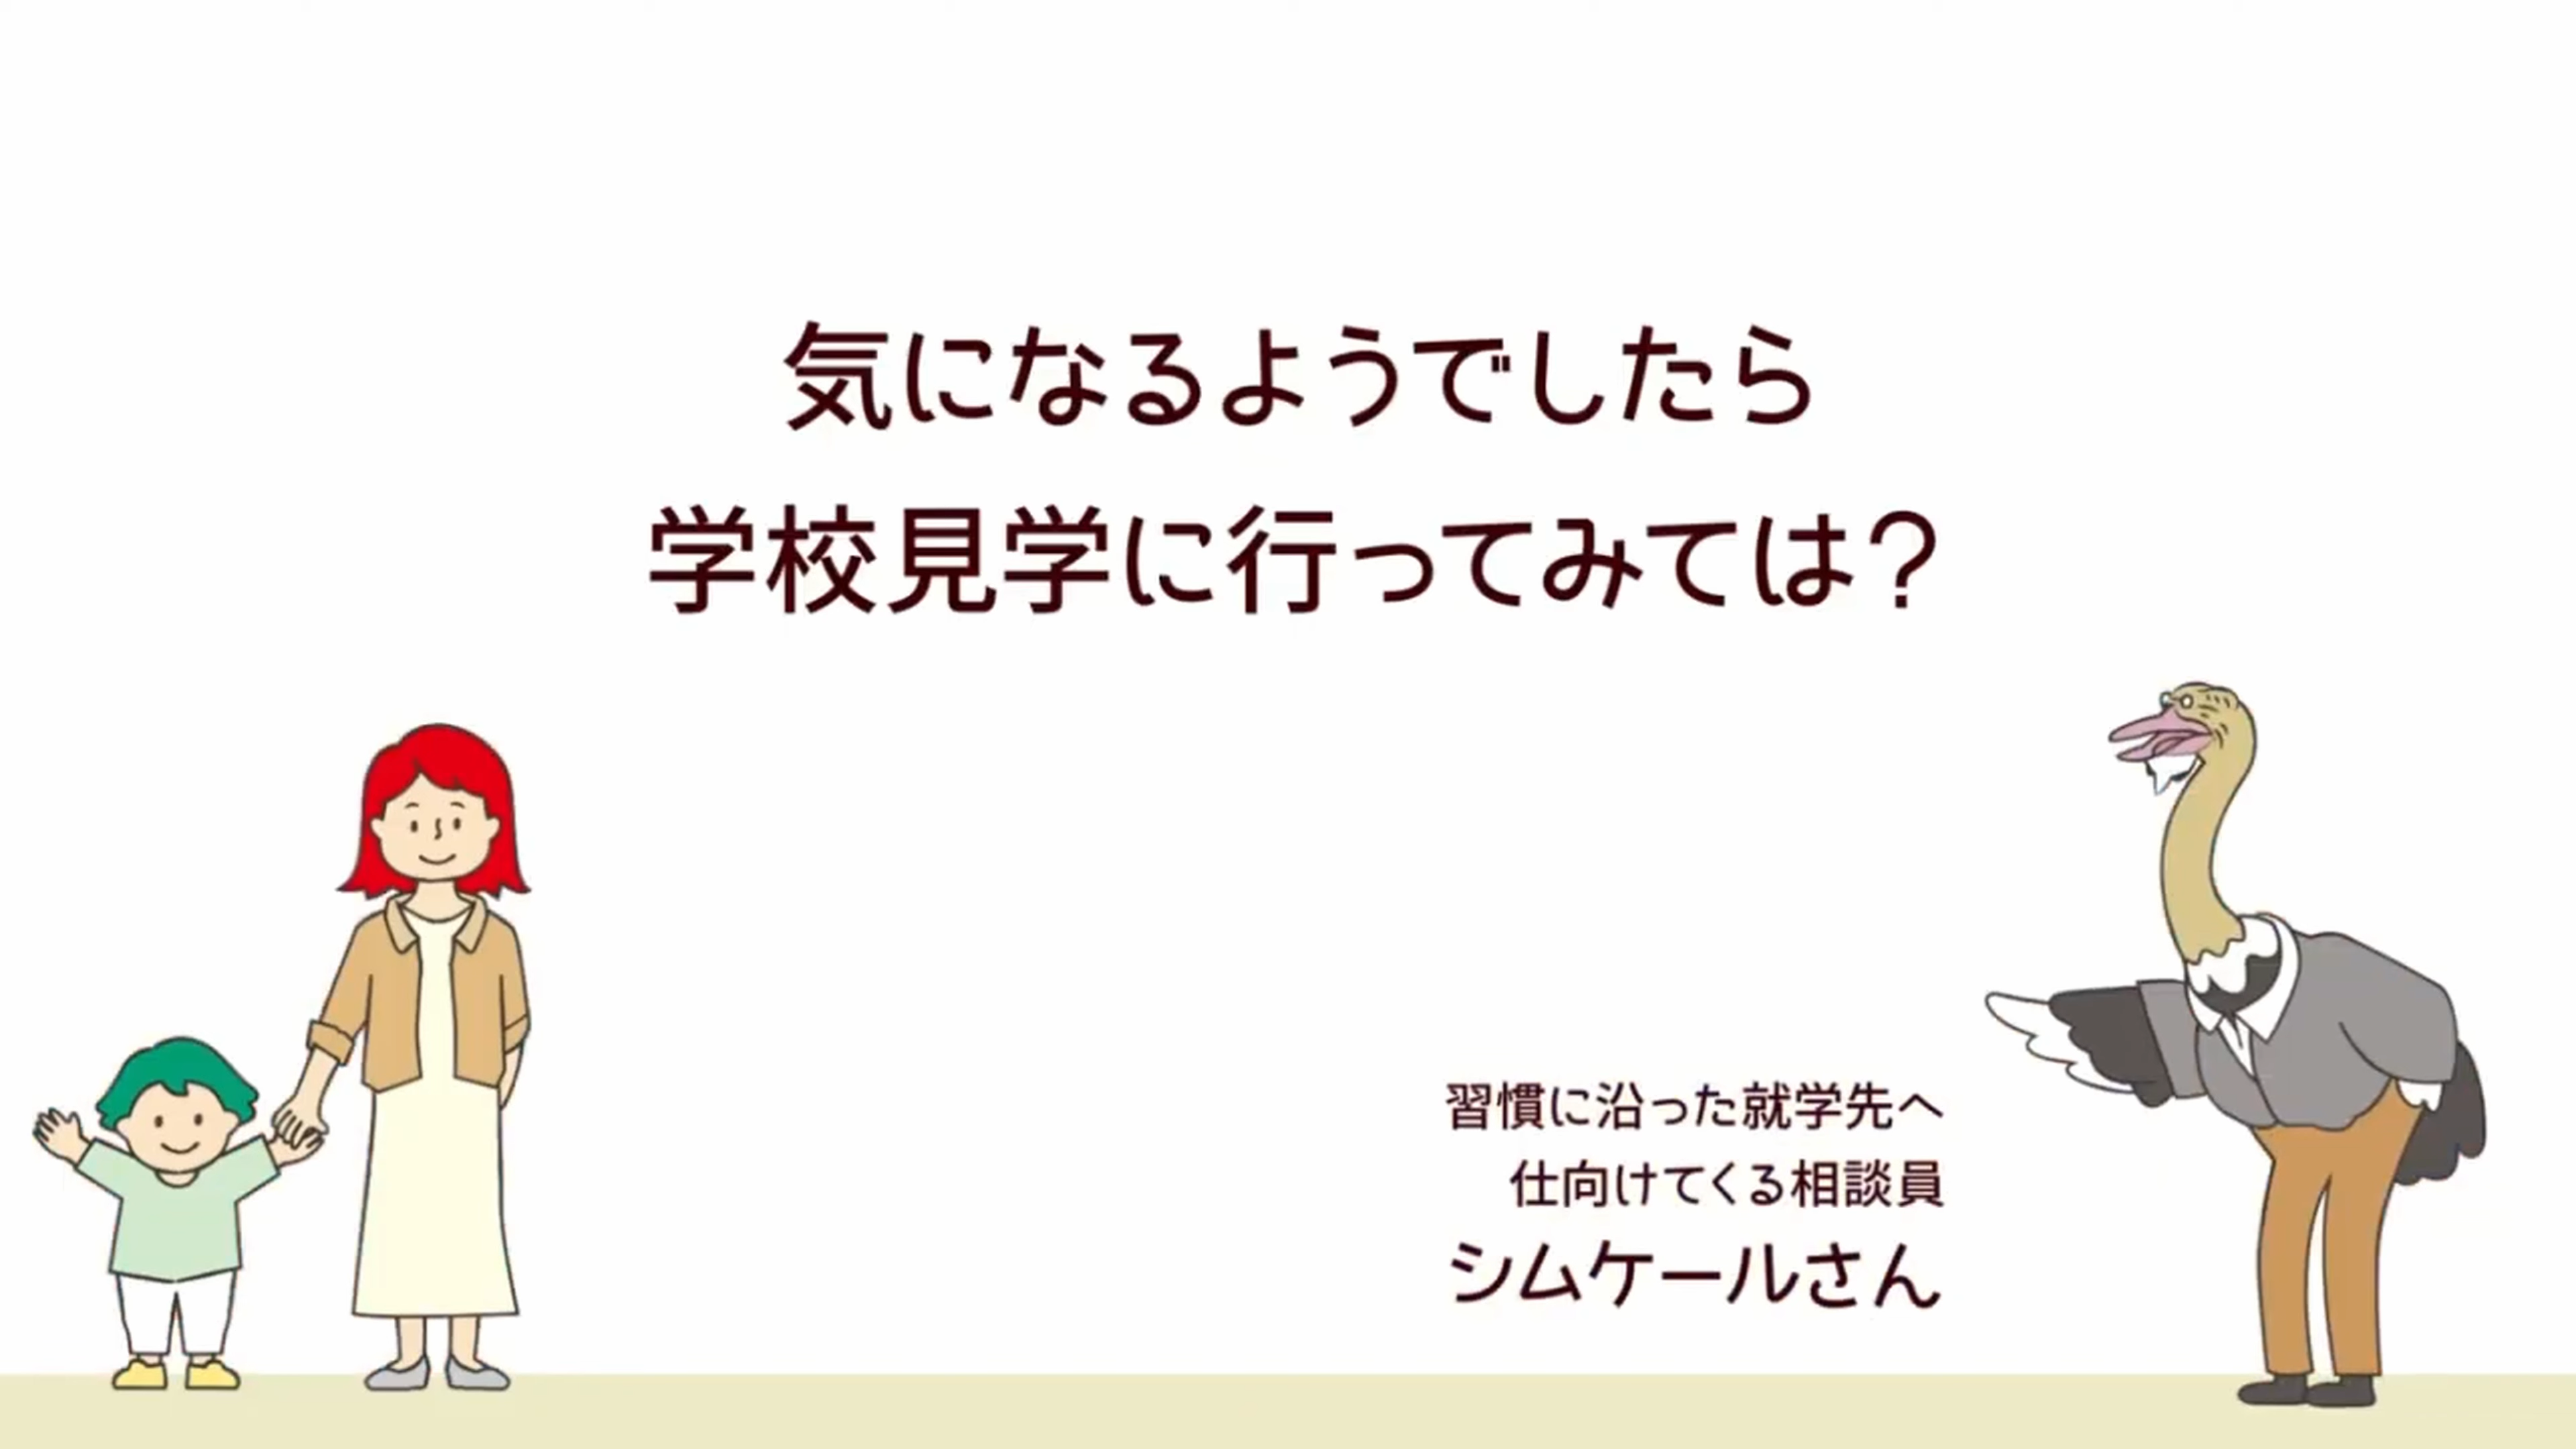 気になるようでしたら
学校見学に行ってみては?
習慣に沿った就学先へ
仕向けてくる相談員
シムケールさん